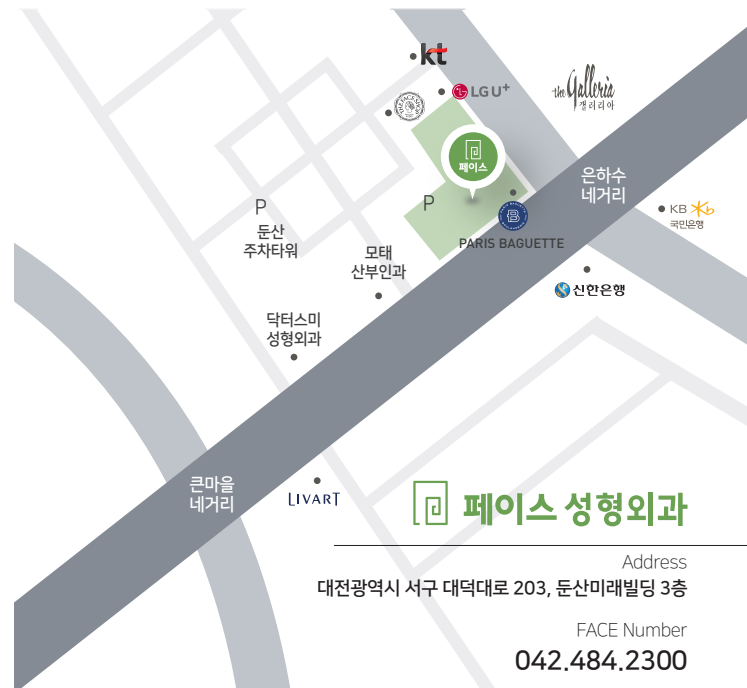 kt
LG U+
THE FACE SHOP
the Galleria
갤러리아
페이스
은하수
네거리
KB
국민은행
P
P
둔산
주차타워
PARIS BAGUETTE
모태
산부인과
신한은행
닥터스미
성형외과
큰마을
네거리
LIVART
페이스 성형외과
Address
대전광역시 서구 대덕대로 203, 둔산미래빌딩 3층
FACE Number
042.484.2300